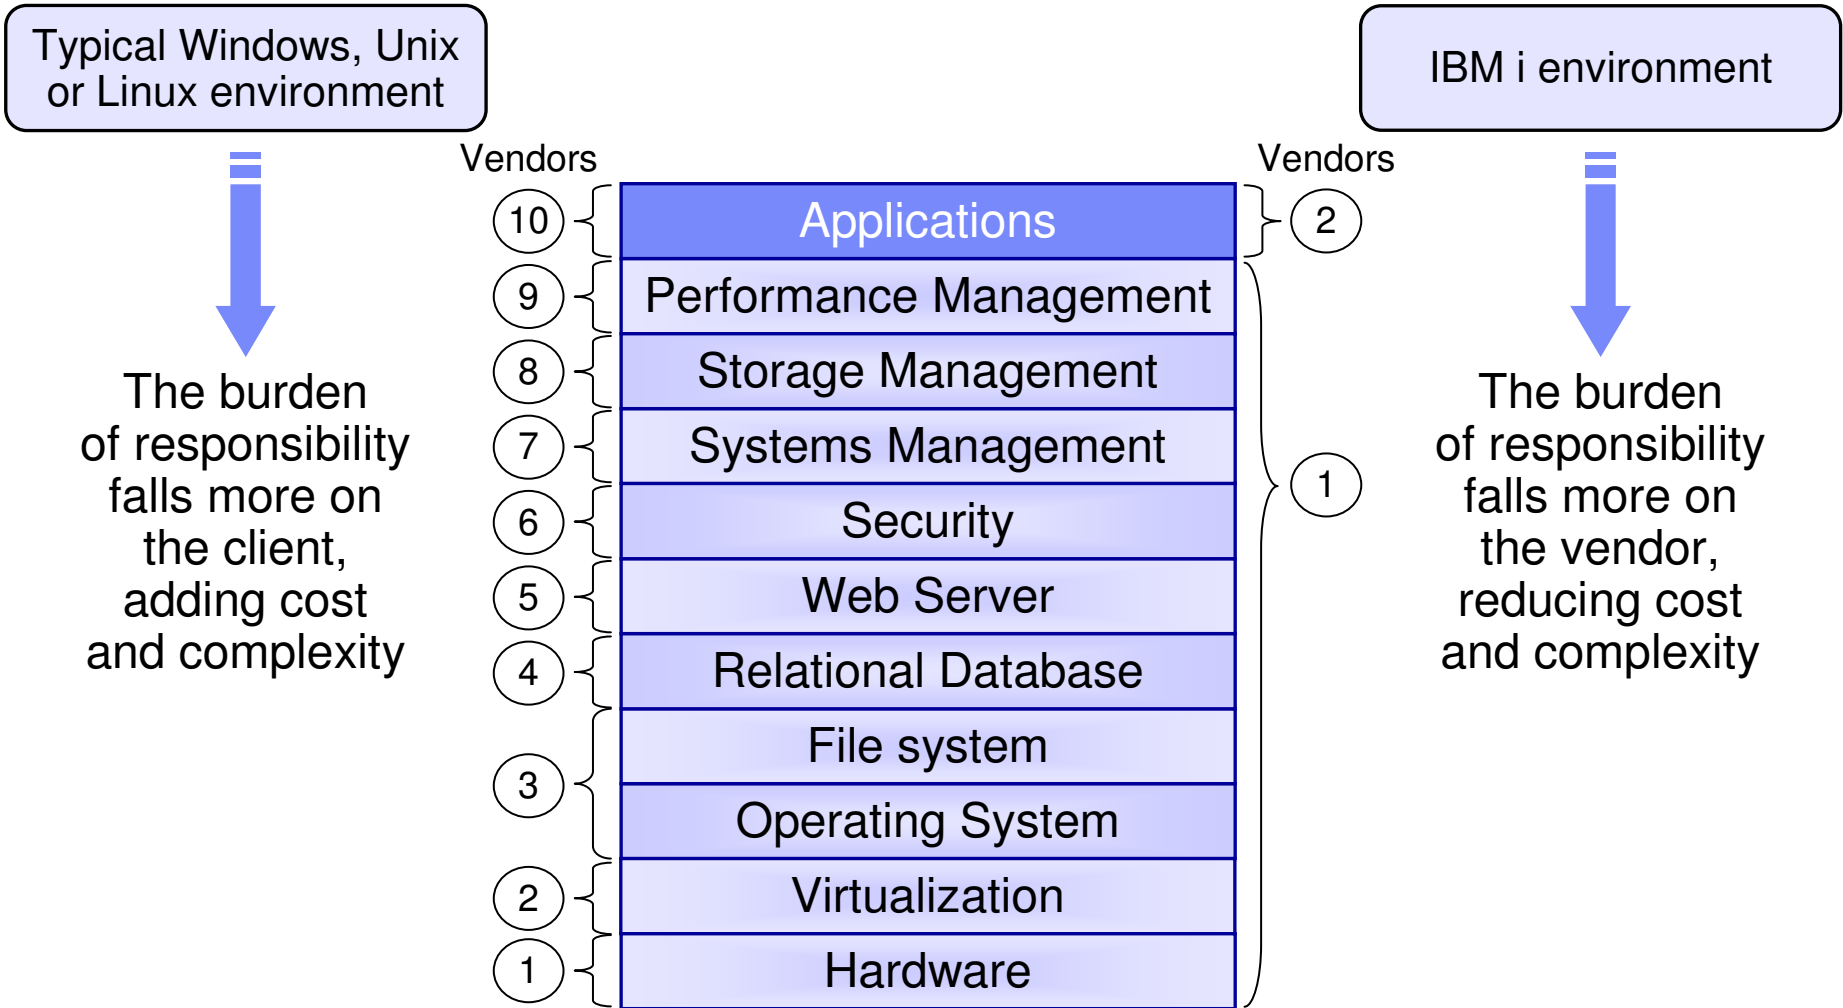 Typical Windows, Unix
or Linux environment
IBM i environment
Vendors
Vendors
10
Applications
2
9
Performance Management
8
Storage Management
7
Systems Management
6
Security
5
Web Server
4
Relational Database
3
File system
Operating System
2
Virtualization
1
Hardware
1
The burden
of responsibility
falls more on
the client,
adding cost
and complexity
The burden
of responsibility
falls more on
the vendor,
reducing cost
and complexity